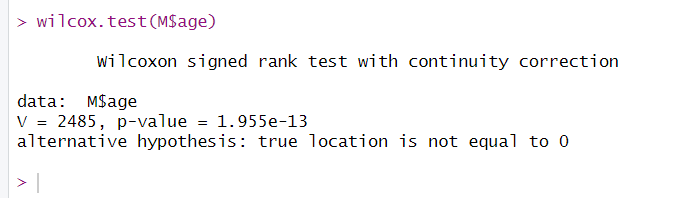 > wilcox.test(M$age)
Wilcoxon signed rank test with continuity correction
data:  M$age
V = 2485, p-value = 1.955e-13
alternative hypothesis: true location is not equal to 0
>